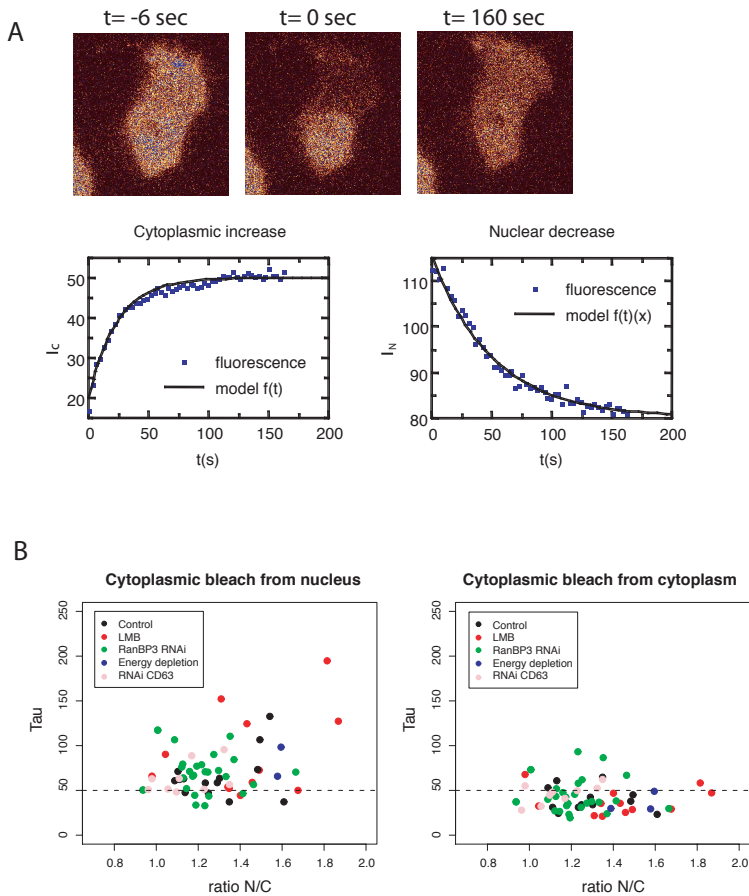 A
t= -6 sec
t= 0 sec
t= 160 sec
Cytoplasmic increase
50
40
30
20
I_C
fluorescence
model f(t)
0
50
100
150
200
t(s)
Nuclear decrease
110
100
90
80
I_N
fluorescence
model f(t)(x)
0
50
100
150
200
t(s)
B
Cytoplasmic bleach from nucleus
250
200
150
100
50
0
Tau
Control
LMB
RanBP3 RNAi
Energy depletion
RNAi CD63
0.8
1.0
1.2
1.4
1.6
1.8
2.0
ratio N/C
Cytoplasmic bleach from cytoplasm
250
200
150
100
50
0
Tau
Control
LMB
RanBP3 RNAi
Energy depletion
RNAi CD63
0.8
1.0
1.2
1.4
1.6
1.8
2.0
ratio N/C